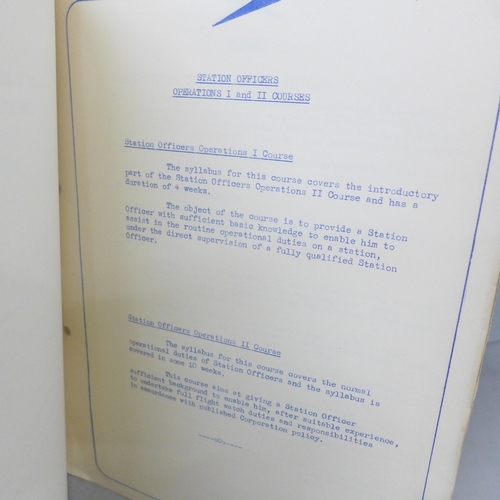 STATION OFFICERS
OPERATIONS I and II COURSES
Station Officers Operations I Course
The syllabus for this course covers the introductory
part of the Station Officers Operations II Course and has a
duration of 4 weeks.
The object of the course is to provide a Station
Officer with sufficient basic knowledge to enable him to
assist in the routine operational duties on a station,
under the direct supervision of a fully qualified Station
Officer.
Station Officers Operations II Course
The syllabus for this course covers the normal
operational duties of Station Officers and the syllabus is
covered in some 10 weeks.
This course aims at giving a Station Officer
sufficient background to enable him, after suitable experience,
to undertake full flight watch duties and responsibilities
in accordance with published Corporation policy.
----oOo----